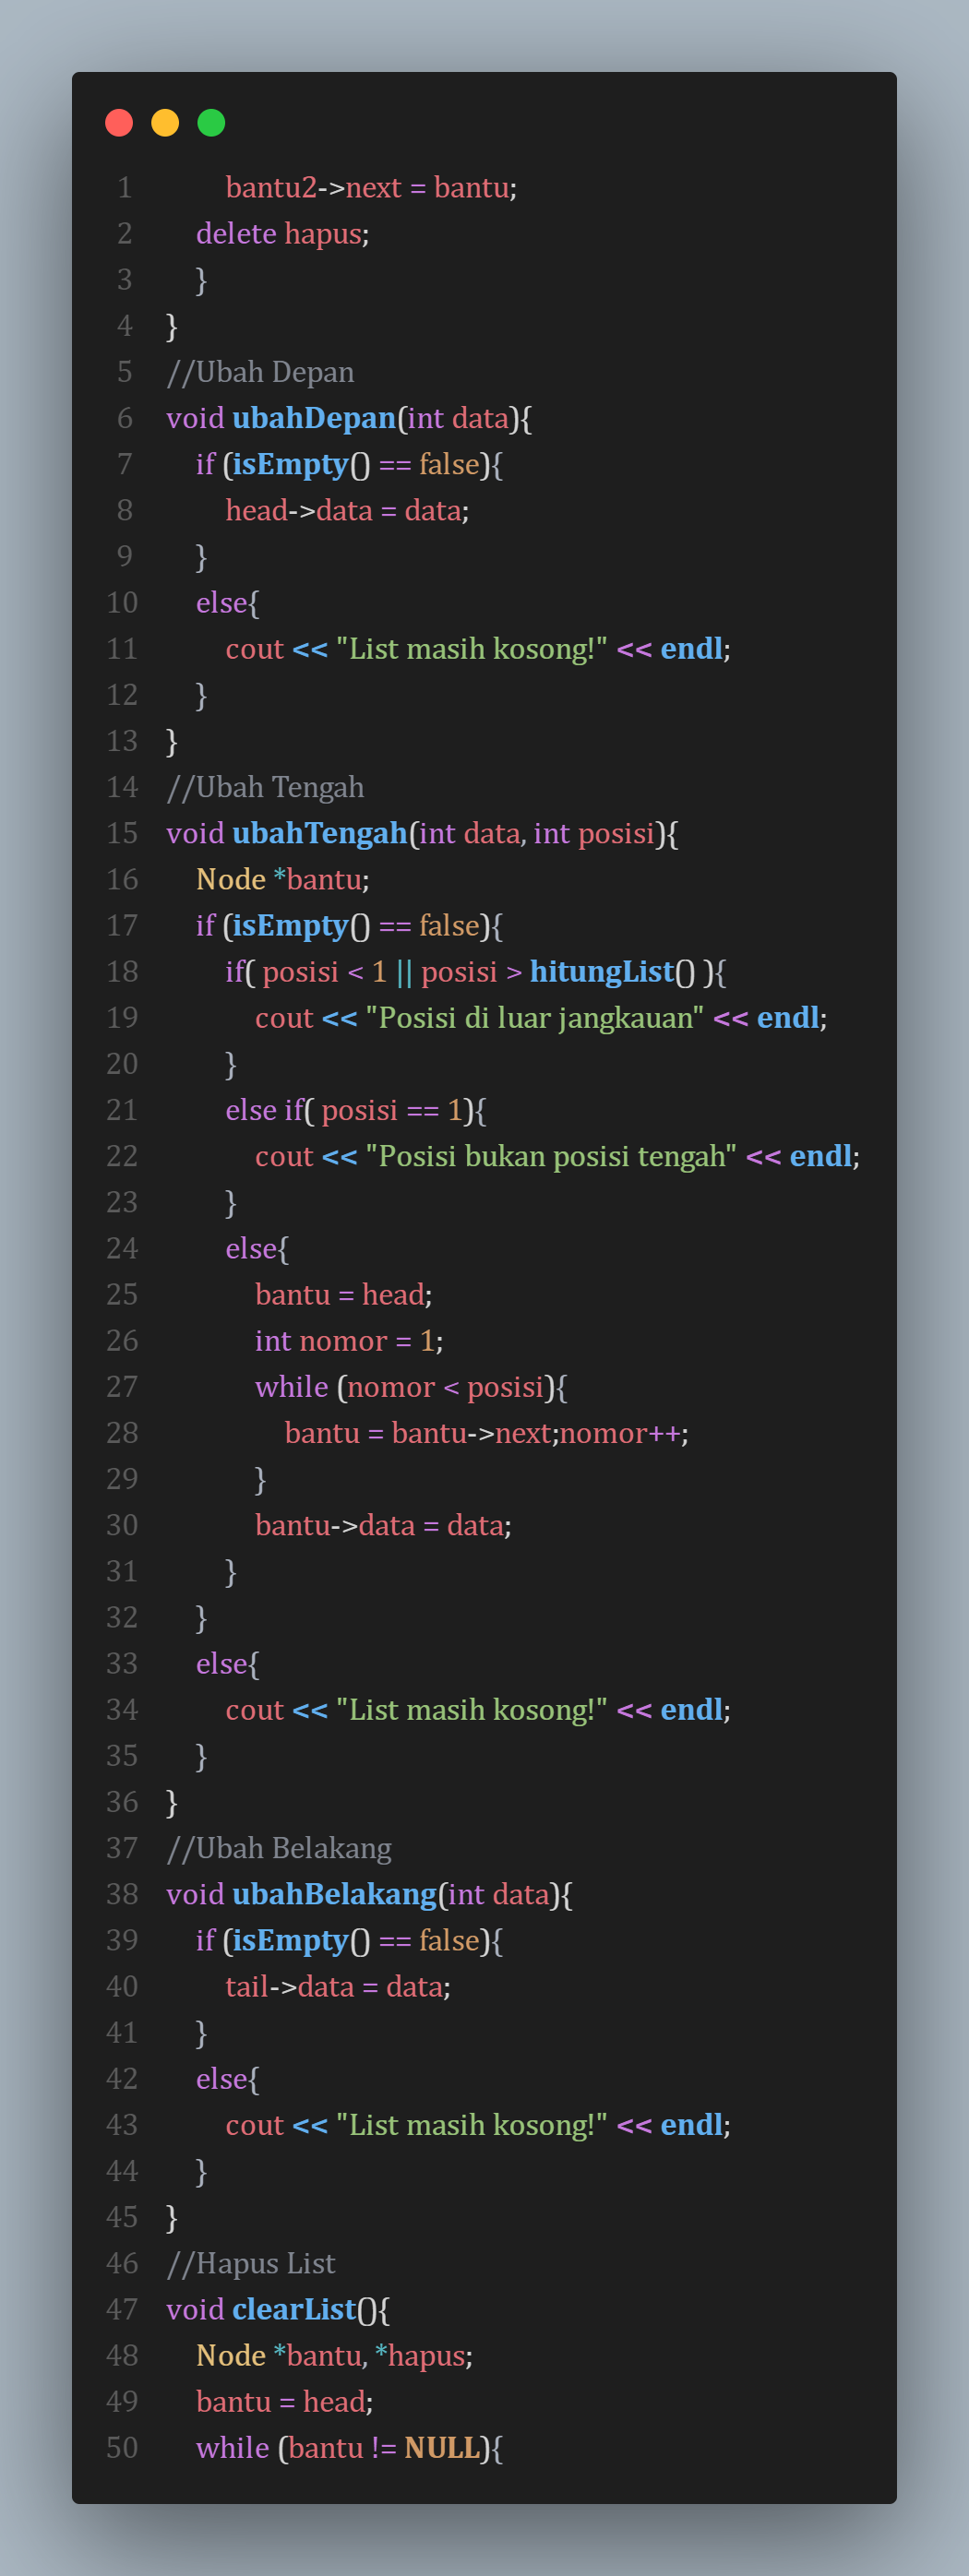 1 bantu2->next = bantu;
2 delete hapus;
3 }
4 }
5 //Ubah Depan
6 void ubahDepan(int data){
7 if (isEmpty() == false){
8 head->data = data;
9 }
10 else{
11 cout << "List masih kosong!" << endl;
12 }
13 }
14 //Ubah Tengah
15 void ubahTengah(int data, int posisi){
16 Node *bantu;
17 if (isEmpty() == false){
18 if( posisi < 1 || posisi > hitungList() ){
19 cout << "Posisi di luar jangkauan" << endl;
20 }
21 else if( posisi == 1){
22 cout << "Posisi bukan posisi tengah" << endl;
23 }
24 else{
25 bantu = head;
26 int nomor = 1;
27 while (nomor < posisi){
28 bantu = bantu->next;nomor++;
29 }
30 bantu->data = data;
31 }
32 }
33 else{
34 cout << "List masih kosong!" << endl;
35 }
36 }
37 //Ubah Belakang
38 void ubahBelakang(int data){
39 if (isEmpty() == false){
40 tail->data = data;
41 }
42 else{
43 cout << "List masih kosong!" << endl;
44 }
45 }
46 //Hapus List
47 void clearList(){
48 Node *bantu, *hapus;
49 bantu = head;
50 while (bantu != NULL){